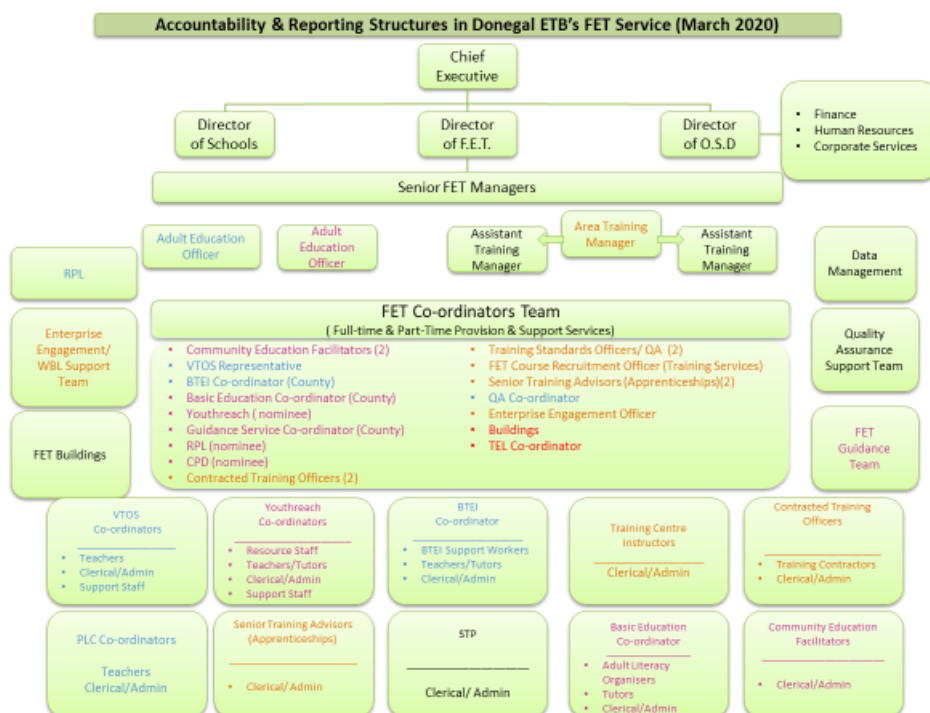 Accountability & Reporting Structures in Donegal ETB's FET Service (March 2020)
Chief
Executive
Director
of Schools
Director
of F.E.T.
Director
of O.S.D
▪ Finance
▪ Human Resources
▪ Corporate Services
Senior FET Managers
RPL
Adult Education
Officer
Adult
Education
Officer
Assistant
Training
Manager
Area Training
Manager
Assistant
Training
Manager
Data
Management
Enterprise
Engagement/
WBL Support
Team
FET Co-ordinators Team
( Full-time & Part-Time Provision & Support Services)
▪ Community Education Facilitators (2)
▪ VTOS Representative
▪ BTEI Co-ordinator (County)
▪ Basic Education Co-ordinator (County)
▪ Youthreach ( nominee)
▪ Guidance Service Co-ordinator (County)
▪ RPL (nominee)
▪ CPD (nominee)
▪ Contracted Training Officers (2)
▪ Training Standards Officers/ QA (2)
▪ FET Course Recruitment Officer (Training Services)
▪ Senior Training Advisors (Apprenticeships)(2)
▪ QA Co-ordinator
▪ Enterprise Engagement Officer
▪ Buildings
▪ TEL Co-ordinator
Quality
Assurance
Support Team
FET Buildings
FET
Guidance
Team
VTOS
Co-ordinators
▪ Teachers
▪ Clerical/Admin
▪ Support Staff
Youthreach
Co-ordinators
▪ Resource Staff
▪ Teachers/Tutors
▪ Clerical/Admin
▪ Support Staff
BTEI
Co-ordinator
▪ BTEI Support Workers
▪ Teachers/Tutors
▪ Clerical/Admin
Training Centre
Instructors
Clerical/Admin
Contracted Training
Officers
▪ Training Contractors
▪ Clerical/Admin
PLC Co-ordinators
Teachers
Clerical/Admin
Senior Training Advisors
(Apprenticeships)
▪ Clerical/ Admin
STP
Clerical/ Admin
Basic Education
Co-ordinator
▪ Adult Literacy
Organisers
▪ Tutors
▪ Clerical/Admin
Community Education
Facilitators
▪ Clerical/Admin